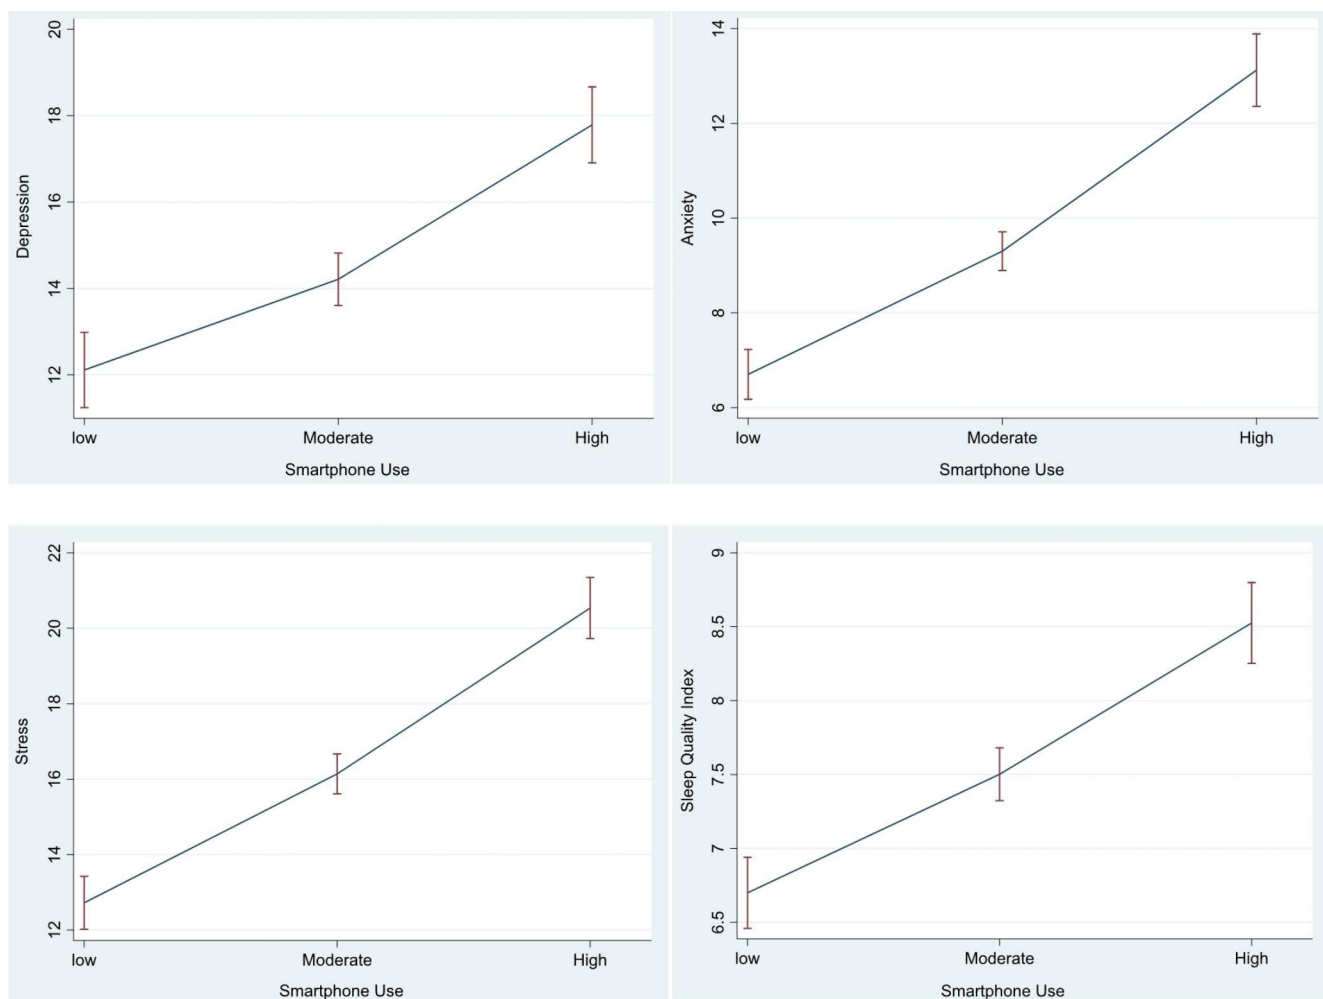 Depression
20
18
16
14
12
low Moderate High
Smartphone Use
Anxiety
14
12
10
8
6
low Moderate High
Smartphone Use
Stress
22
20
18
16
14
12
low Moderate High
Smartphone Use
Sleep Quality Index
9
8.5
8
7.5
7
6.5
low Moderate High
Smartphone Use